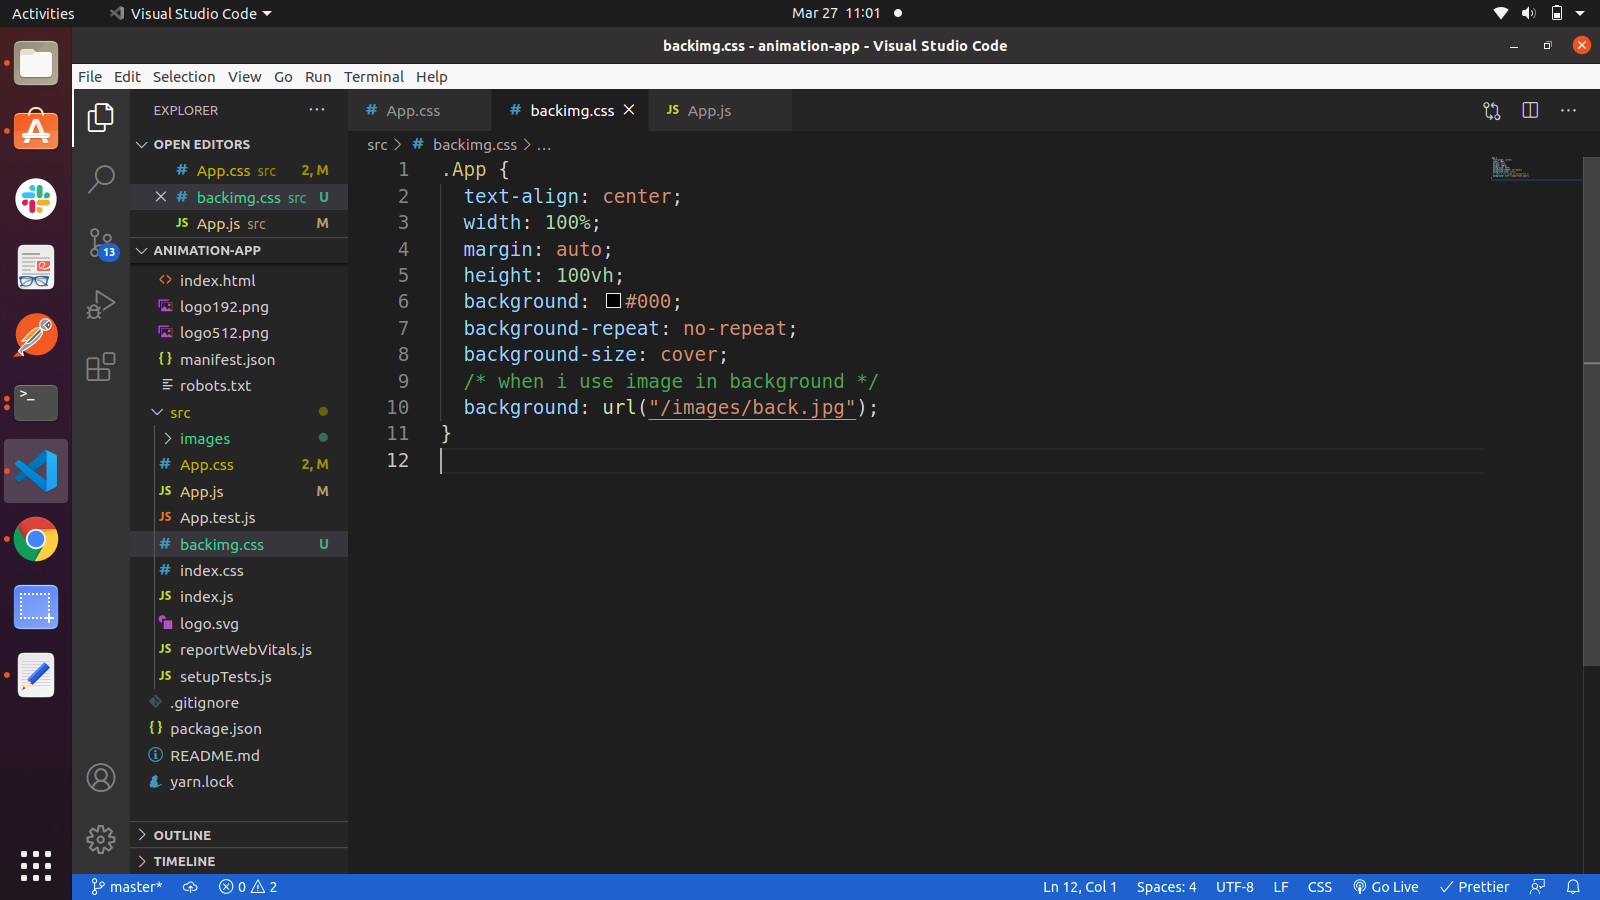 Activities Visual Studio Code Mar 27 11:01
backimg.css - animation-app - Visual Studio Code
File Edit Selection View Go Run Terminal Help
EXPLORER ...
OPEN EDITORS
# App.css src 2, M
# backimg.css src U
JS App.js src M
ANIMATION-APP
<> index.html
logo192.png
logo512.png
{} manifest.json
robots.txt
src
images
# App.css 2, M
JS App.js M
JS App.test.js
# backimg.css U
# index.css
JS index.js
logo.svg
JS reportWebVitals.js
JS setupTests.js
.gitignore
{} package.json
README.md
yarn.lock
OUTLINE
TIMELINE
13
>_
# App.css # backimg.css JS App.js ...
src > # backimg.css > ...
1 .App {
2 text-align: center;
3 width: 100%;
4 margin: auto;
5 height: 100vh;
6 background: #000;
7 background-repeat: no-repeat;
8 background-size: cover;
9 /* when i use image in background */
10 background: url("/images/back.jpg");
11 }
12
master* 0 2 Ln 12, Col 1 Spaces: 4 UTF-8 LF CSS Go Live Prettier